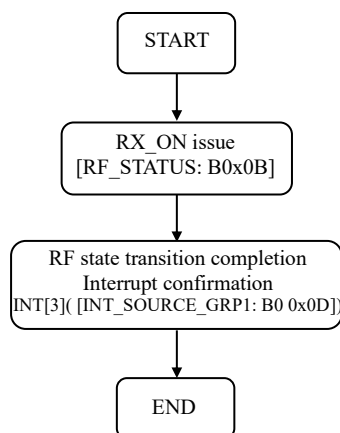 START
RX_ON issue
[RF_STATUS: B0x0B]
RF state transition completion
Interrupt confirmation
INT[3]( [INT_SOURCE_GRP1: B0 0x0D])
END